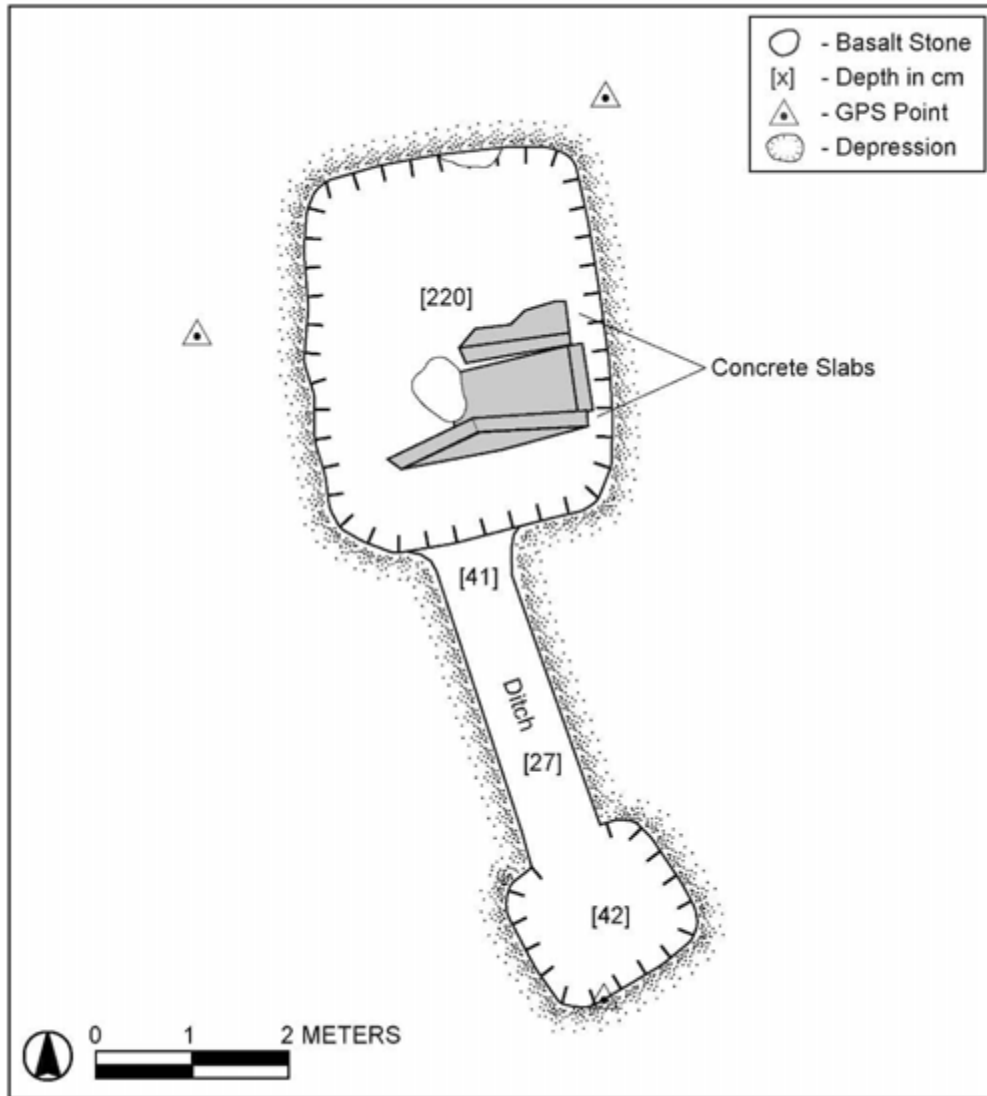 - Basalt Stone
[x] - Depth in cm
- GPS Point
- Depression
[220]
Concrete Slabs
[41]
Ditch
[27]
[42]
0 1 2 METERS